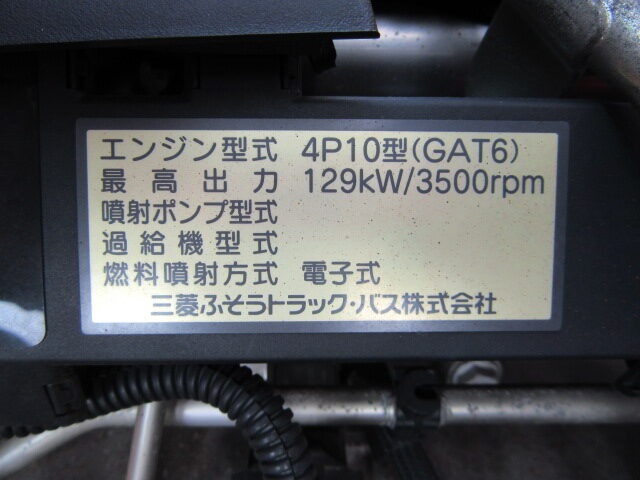 エンジン型式 4P10型(GAT6)
最高出力 129kW/3500rpm
噴射ポンプ型式
過給機型式
燃料噴射方式 電子式
三菱ふそうトラック・バス株式会社